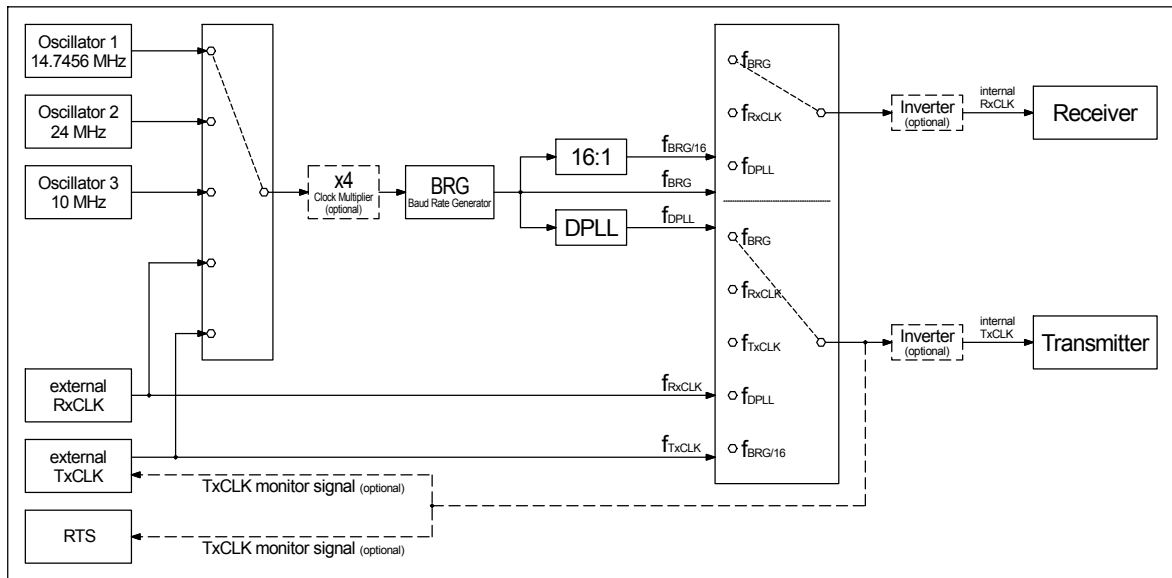 Oscillator 1
14.7456 MHz
Oscillator 2
24 MHz
Oscillator 3
10 MHz
external
RxCLK
external
TxCLK
RTS
x4
Clock Multiplier
(optional)
BRG
Baud Rate Generator
16:1
DPLL
fBRG/16
fBRG
fDPLL
fRxCLK
fTxCLK
TxCLK monitor signal (optional)
TxCLK monitor signal (optional)
fBRG
fRxCLK
fDPLL
fBRG
fRxCLK
fTxCLK
fDPLL
fBRG/16
Inverter
(optional)
internal
RxCLK
Receiver
Inverter
(optional)
internal
TxCLK
Transmitter